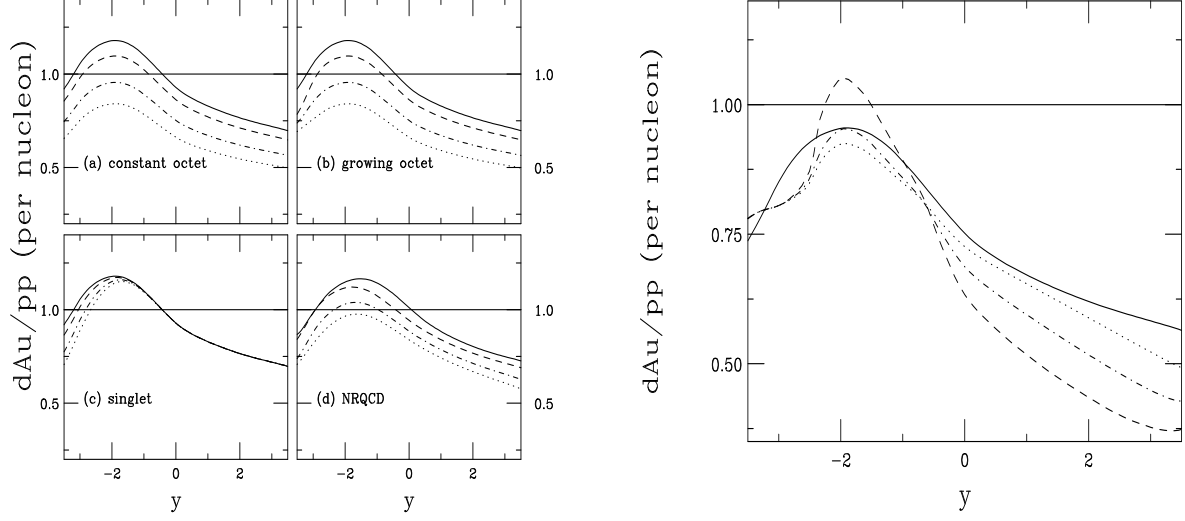 dAu/pp (per nucleon)
1.0
0.5
(a) constant octet
(b) growing octet
1.0
0.5
1.0
0.5
(c) singlet
(d) NRQCD
1.0
0.5
−2 0 2
−2 0 2
y
y
dAu/pp (per nucleon)
1.00
0.75
0.50
−2 0 2
y